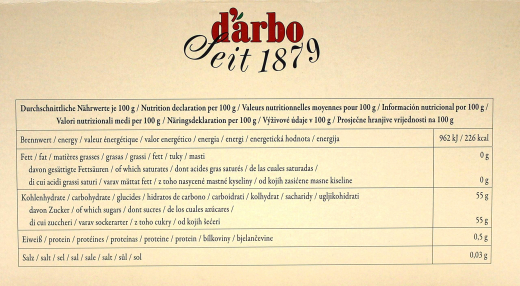 d'arbo
Seit 1879
Durchschnittliche Nährwerte je 100 g / Nutrition declaration per 100 g / Valeurs nutritionnelles moyennes pour 100 g / Información nutricional por 100 g /
Valori nutrizionali medi per 100 g / Näringsdeklaration per 100 g / Výživové údaje v 100 g / Prosječne hranjive vrijednosti na 100 g
Brennwert / energy / valeur énergétique / valor energético / energia / energi / energetická hodnota / energija 962 kJ / 226 kcal
Fett / fat / matières grasses / grasas / grassi / fett / tuky / masti 0 g
davon gesättigte Fettsäuren / of which saturates / dont acides gras saturés / de las cuales saturadas /
di cui acidi grassi saturi / varav mättat fett / z toho nasycené mastné kyseliny / od kojih zasićene masne kiseline 0 g
Kohlenhydrate / carbohydrate / glucides / hidratos de carbono / carboidrati / kolhydrat / sacharidy / ugljikohidrati 55 g
davon Zucker / of which sugars / dont sucres / de los cuales azúcares /
di cui zuccheri / varav sockerarter / z toho cukry / od kojih šećeri 55 g
Eiweiß / protein / protéines / proteínas / proteine / protein / bílkoviny / bjelančevine 0,5 g
Salz / salt / sel / sal / sale / salt / sůl / sol 0,03 g